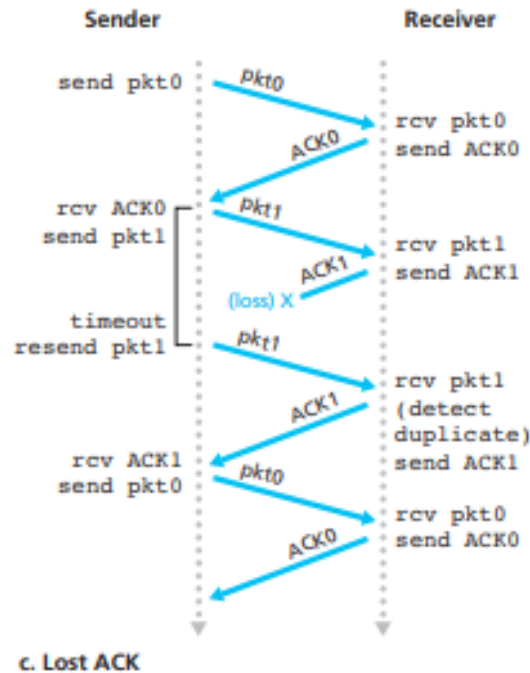 Sender
Receiver
send pkt0
pkt0
rcv pkt0
send ACK0
ACK0
rcv ACK0
send pkt1
pkt1
rcv pkt1
send ACK1
ACK1
(loss) X
timeout
resend pkt1
pkt1
rcv pkt1
(detect
duplicate)
send ACK1
ACK1
rcv ACK1
send pkt0
pkt0
rcv pkt0
send ACK0
ACK0
c. Lost ACK